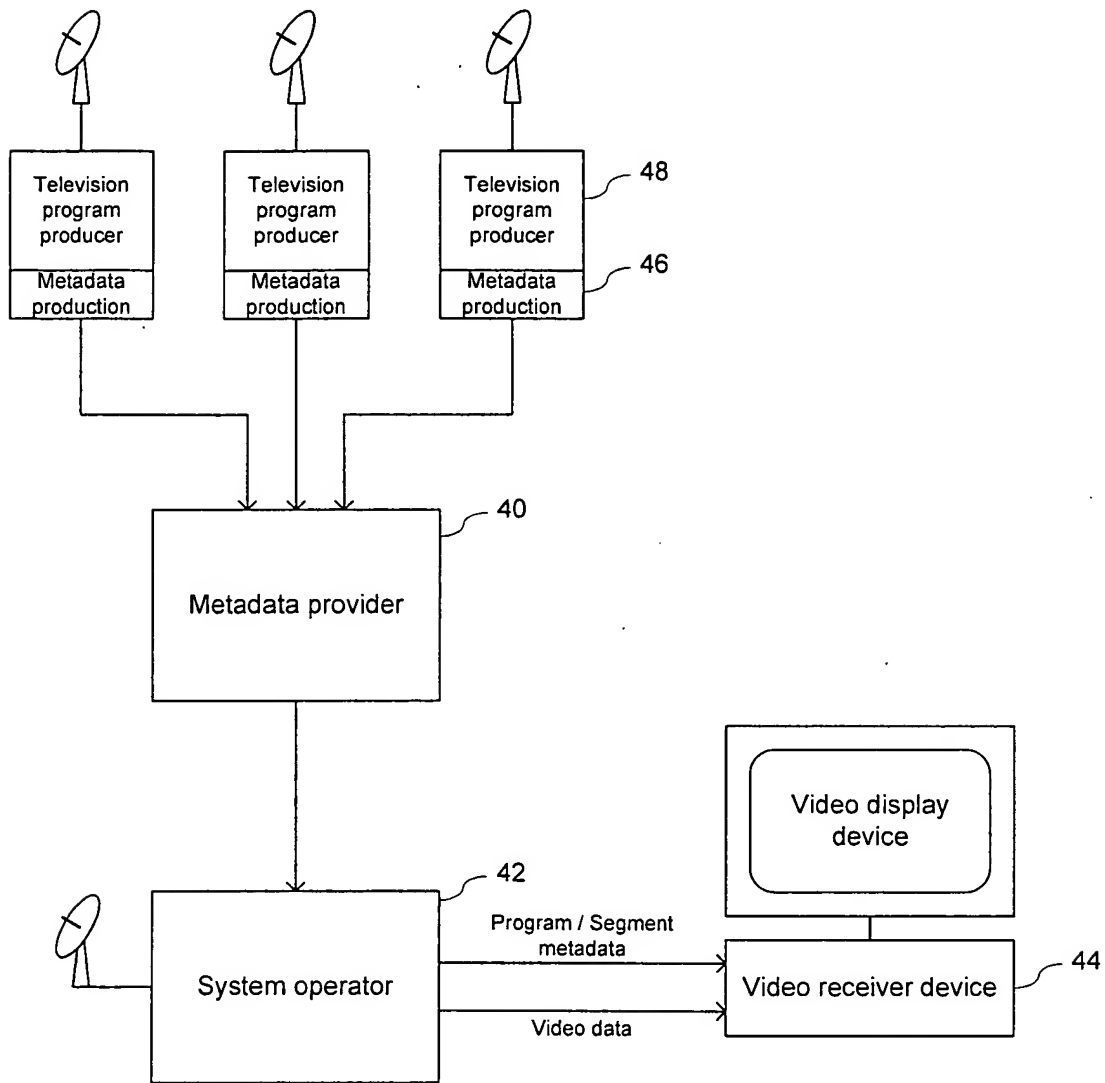 Television
program
producer
Metadata
production
Television
program
producer
Metadata
production
Television
program
producer
Metadata
production
48
46
40
Metadata provider
42
System operator
Program / Segment
metadata
Video data
Video display
device
Video receiver device
44